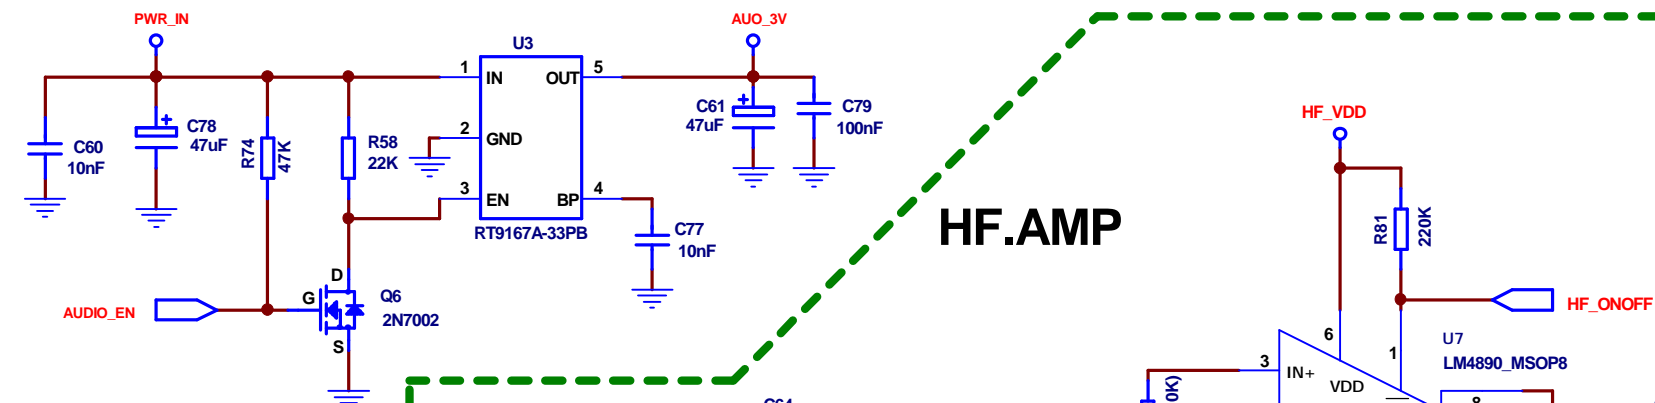 PWR_IN
AUO_3V
U3
1
IN
OUT
5
C78
47uF
C61
47uF
C79
100nF
HF_VDD
2
GND
C60
10nF
R74
47K
R58
22K
3
EN
BP
4
RT9167A-33PB
C77
10nF
HF.AMP
R81
220K
D
G
S
Q6
2N7002
AUDIO_EN
HF_ONOFF
6
1
U7
LM4890_MSOP8
3
IN+
VDD
0K)
8
C64